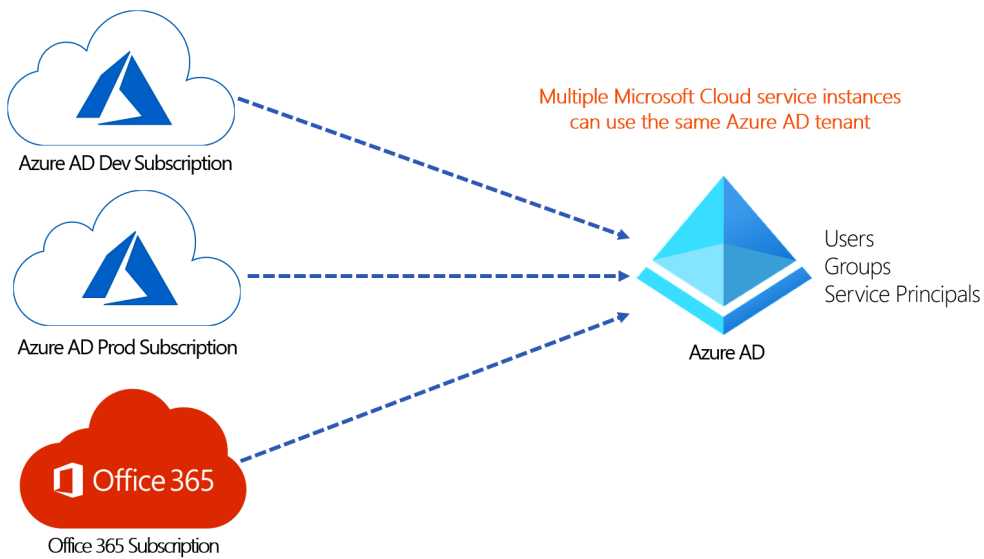 Multiple Microsoft Cloud service instances
can use the same Azure AD tenant
Azure AD Dev Subscription
Users
Groups
Service Principals
Azure AD Prod Subscription
Azure AD
Office 365
Office 365 Subscription